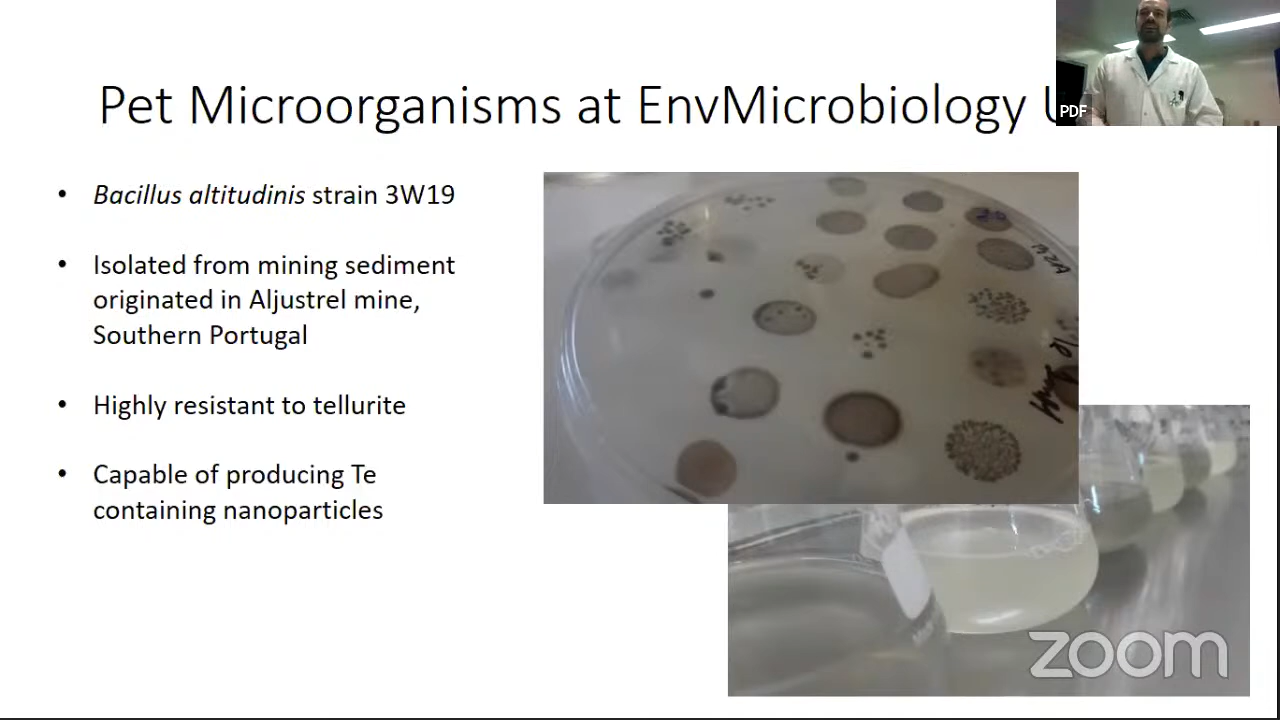 Pet Microorganisms at EnvMicrobiology
PDF
• Bacillus altitudinis strain 3W19
• Isolated from mining sediment
originated in Aljustrel mine,
Southern Portugal
• Highly resistant to tellurite
• Capable of producing Te
containing nanoparticles
zoom